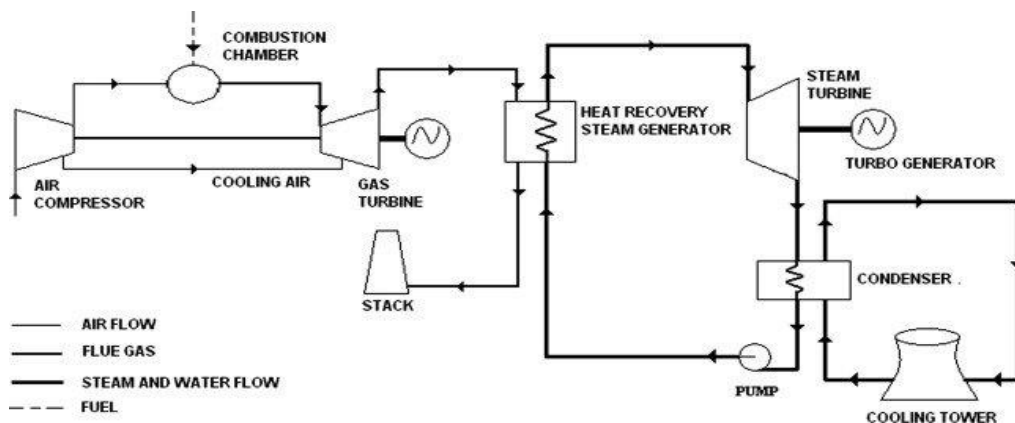 COMBUSTION
CHAMBER
STEAM
TURBINE
HEAT RECOVERY
STEAM GENERATOR
TURBO GENERATOR
COOLING AIR
AIR
COMPRESSOR
GAS
TURBINE
CONDENSER .
STACK
AIR FLOW
FLUE GAS
STEAM AND WATER FLOW
FUEL
PUMP
COOLING TOWER